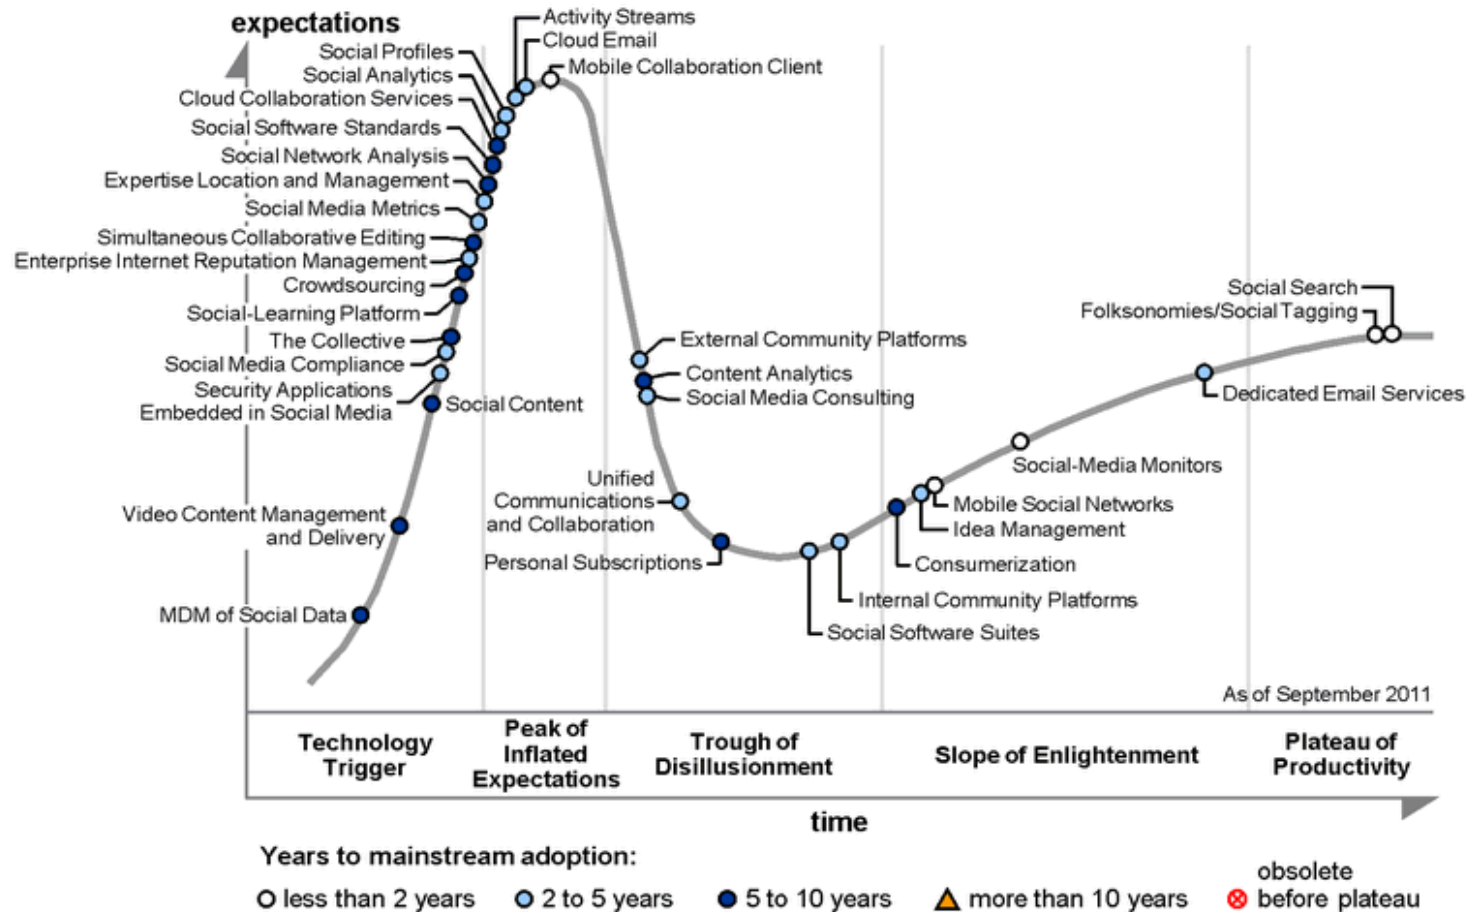 expectations
Activity Streams
Cloud Email
Mobile Collaboration Client
Social Profiles
Social Analytics
Cloud Collaboration Services
Social Software Standards
Social Network Analysis
Expertise Location and Management
Social Media Metrics
Simultaneous Collaborative Editing
Enterprise Internet Reputation Management
Crowdsourcing
Social-Learning Platform
The Collective
Social Media Compliance
Security Applications
Embedded in Social Media
Social Content
Video Content Management
and Delivery
MDM of Social Data
External Community Platforms
Content Analytics
Social Media Consulting
Unified
Communications
and Collaboration
Personal Subscriptions
Social Search
Folksonomies/Social Tagging
Dedicated Email Services
Social-Media Monitors
Mobile Social Networks
Idea Management
Consumerization
Internal Community Platforms
Social Software Suites
As of September 2011
Technology
Trigger
Peak of
Inflated
Expectations
Trough of
Disillusionment
Slope of Enlightenment
Plateau of
Productivity
time
Years to mainstream adoption:
less than 2 years
2 to 5 years
5 to 10 years
more than 10 years
obsolete
before plateau